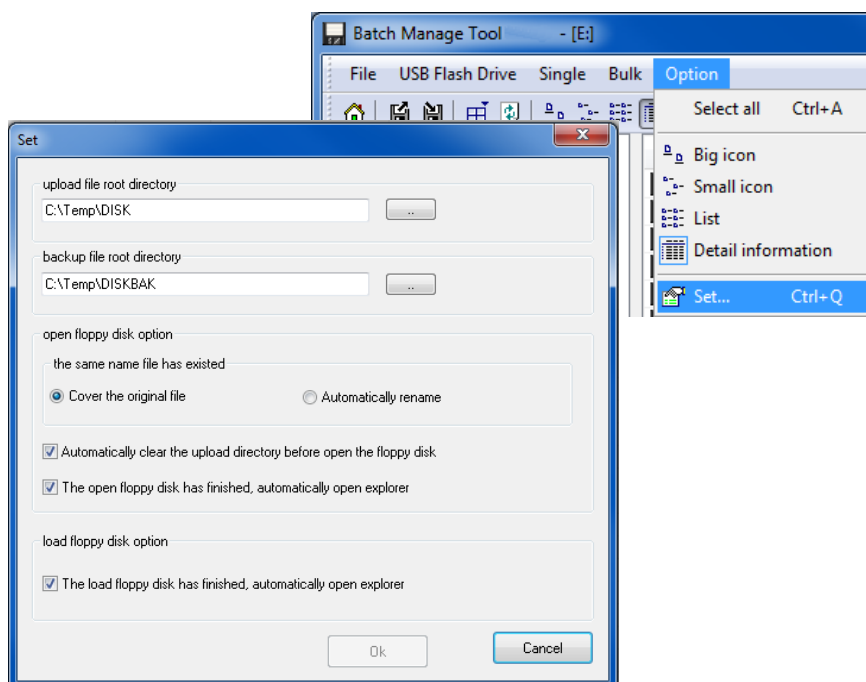 Batch Manage Tool - [E:]
File USB Flash Drive Single Bulk Option
Select all Ctrl+A
Big icon
Small icon
List
Detail information
Set... Ctrl+Q
Set
upload file root directory
C:\Temp\DISK
..
backup file root directory
C:\Temp\DISKBAK
..
open floppy disk option
the same name file has existed
Cover the original file Automatically rename
Automatically clear the upload directory before open the floppy disk
The open floppy disk has finished, automatically open explorer
load floppy disk option
The load floppy disk has finished, automatically open explorer
Ok Cancel